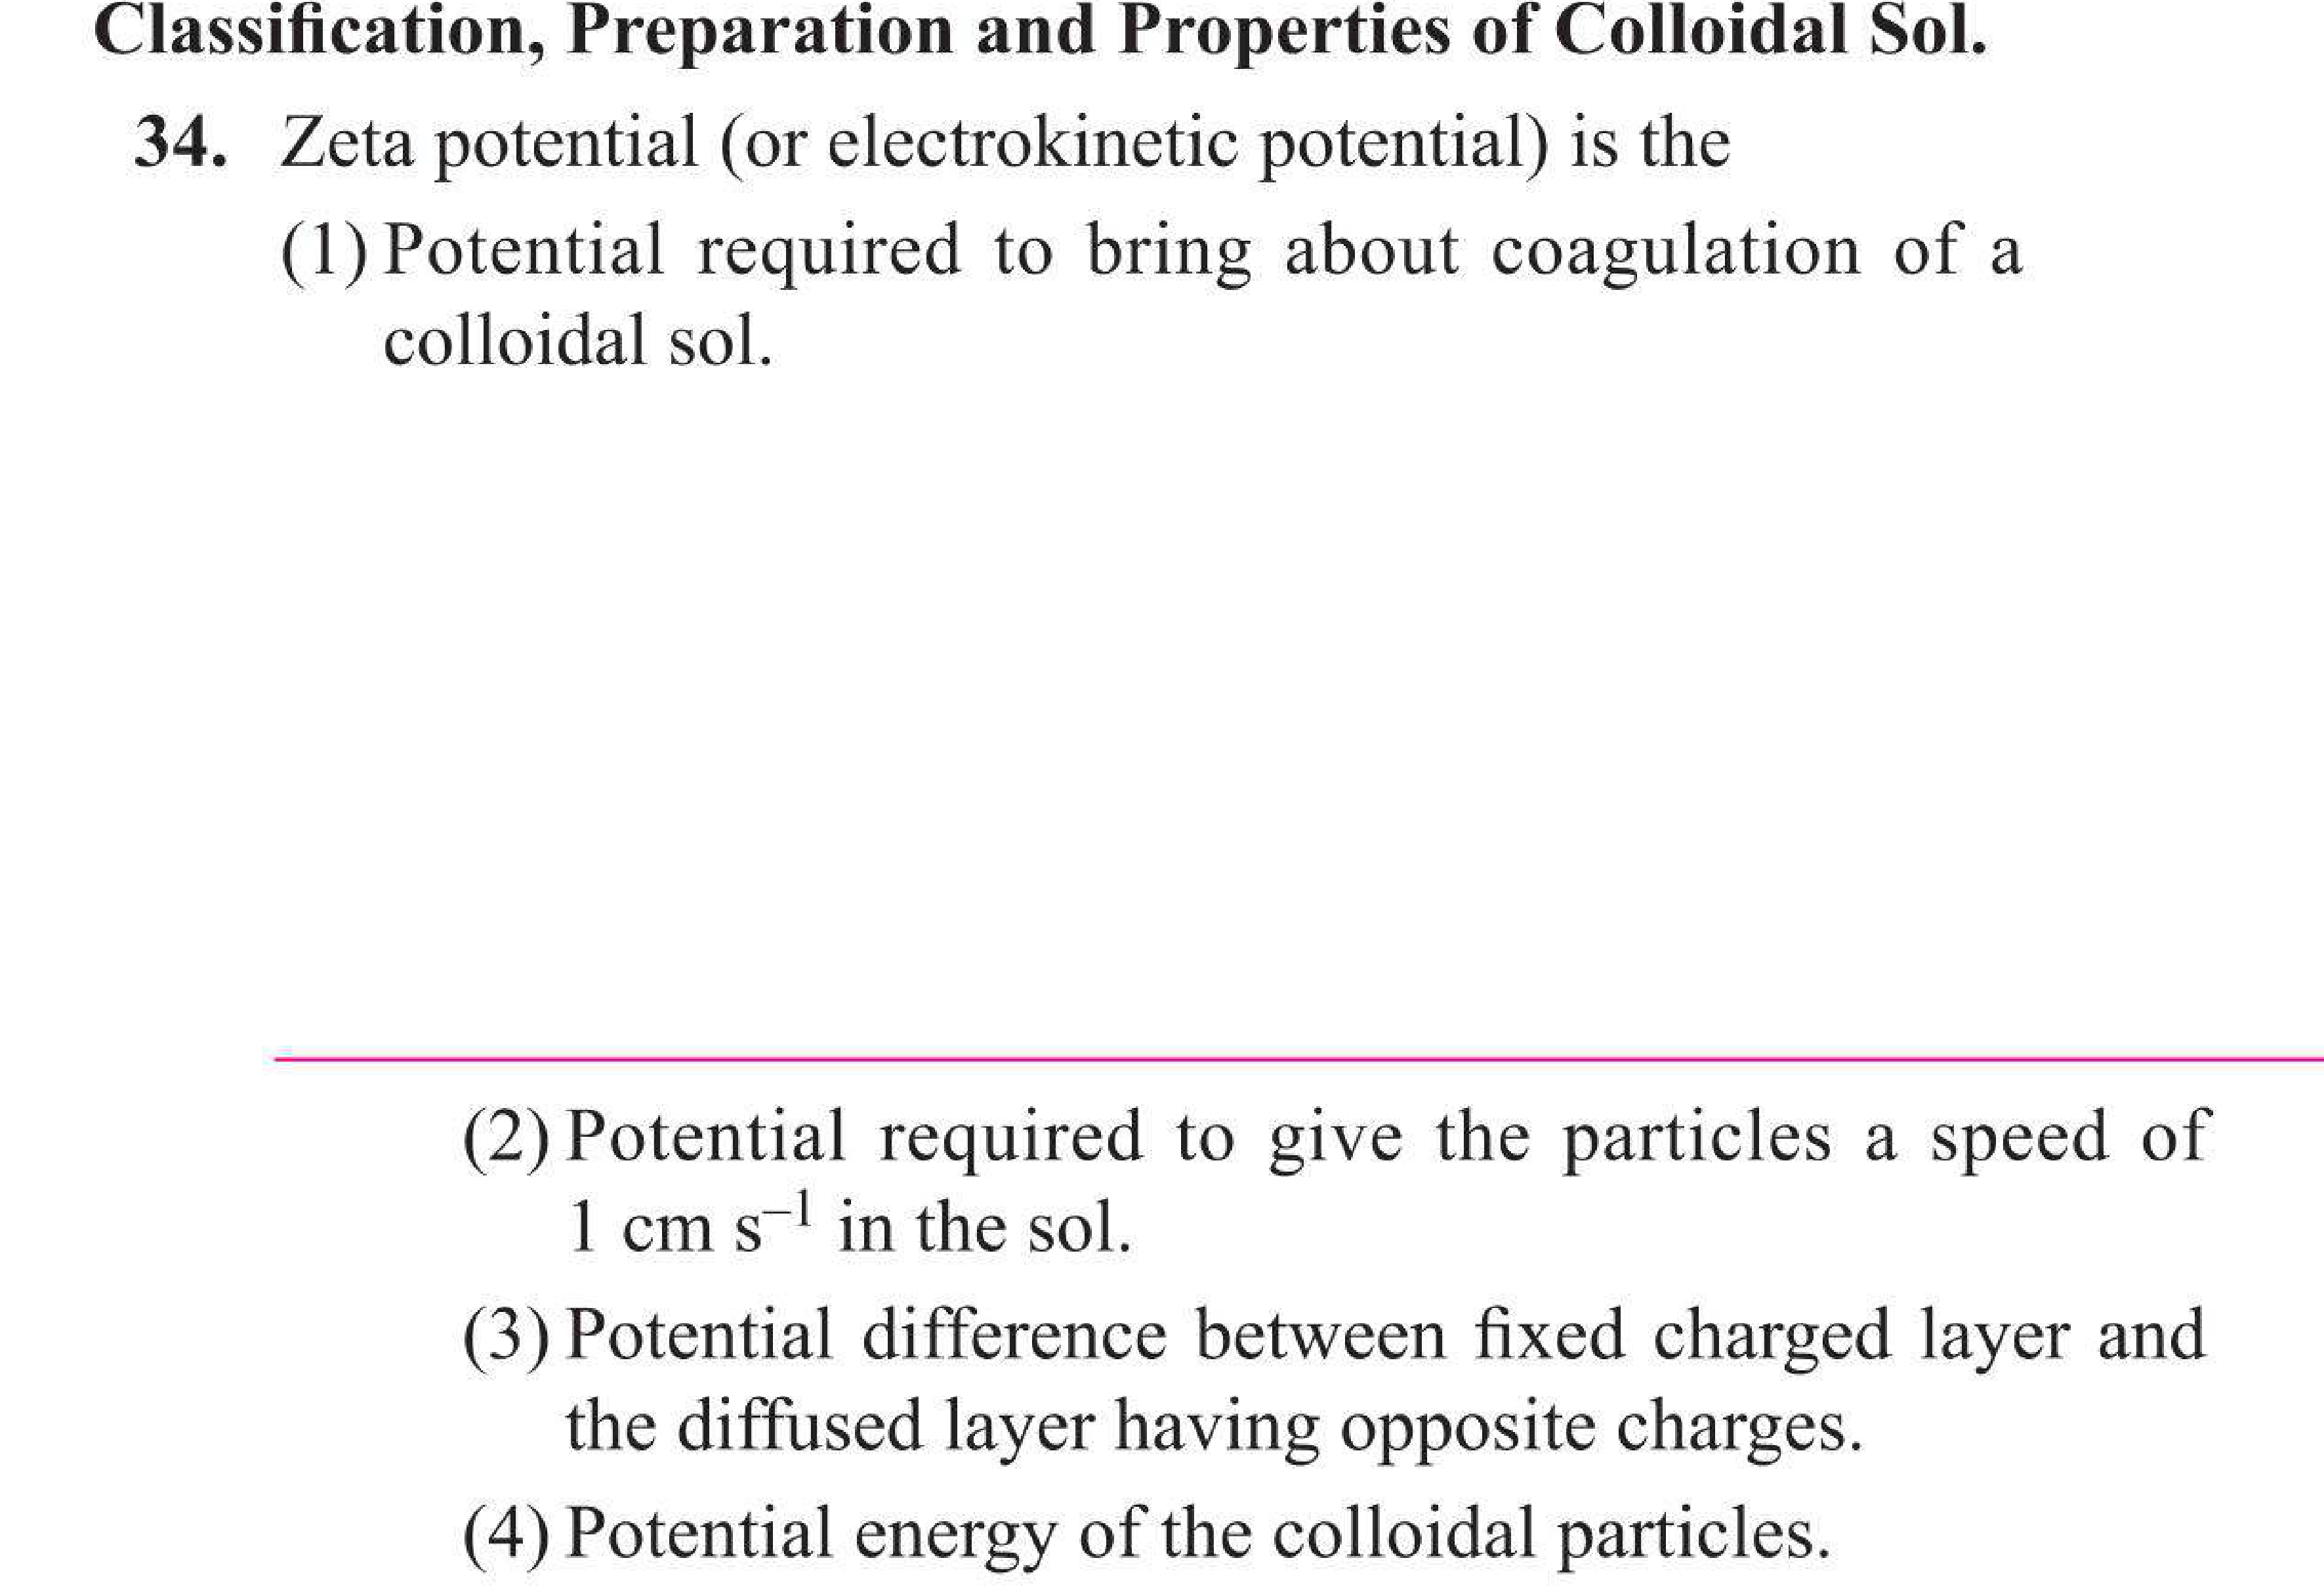 Classification, Preparation and Properties of Colloidal Sol.
34. Zeta potential (or electrokinetic potential) is the
(1) Potential required to bring about coagulation of a
colloidal sol.
(2) Potential required to give the particles a speed of
1 cm s⁻¹ in the sol.
(3) Potential difference between fixed charged layer and
the diffused layer having opposite charges.
(4) Potential energy of the colloidal particles.